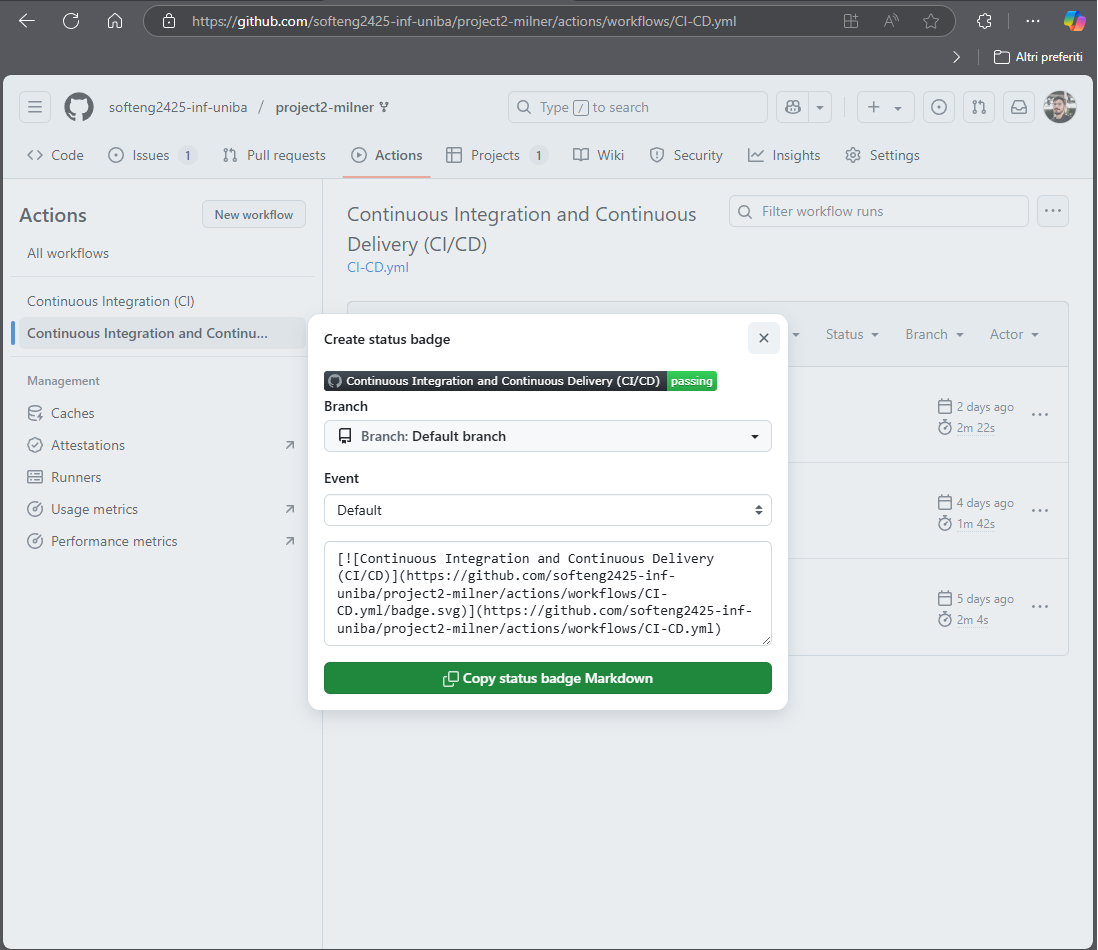 https://github.com/softeng2425-inf-uniba/project2-milner/actions/workflows/CI-CD.yml
Altri preferiti
softeng2425-inf-uniba / project2-milner
Type / to search
Code
Issues 1
Pull requests
Actions
Projects 1
Wiki
Security
Insights
Settings
Actions
New workflow
All workflows
Continuous Integration (CI)
Continuous Integration and Continu...
Management
Caches
Attestations
Runners
Usage metrics
Performance metrics
Continuous Integration and Continuous
Delivery (CI/CD)
CI-CD.yml
Filter workflow runs
Status
Branch
Actor
2 days ago
2m 22s
4 days ago
1m 42s
5 days ago
2m 4s
Create status badge
Continuous Integration and Continuous Delivery (CI/CD) passing
Branch
Branch: Default branch
Event
Default
[![Continuous Integration and Continuous Delivery
(CI/CD)](https://github.com/softeng2425-inf-
uniba/project2-milner/actions/workflows/CI-
CD.yml/badge.svg)](https://github.com/softeng2425-inf-
uniba/project2-milner/actions/workflows/CI-CD.yml)
Copy status badge Markdown